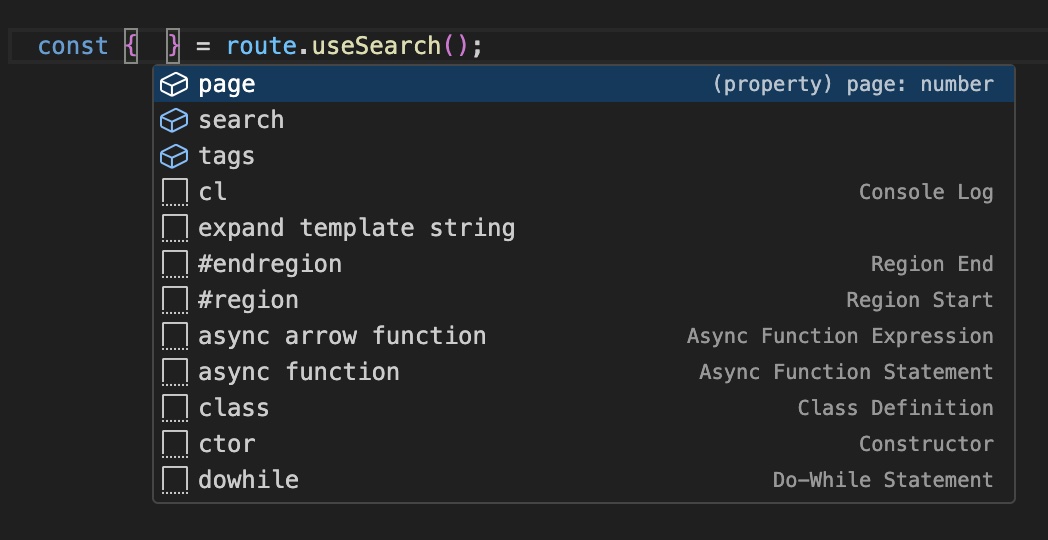 const {  } = route.useSearch();
page (property) page: number
search
tags
cl Console Log
expand template string
#endregion Region End
#region Region Start
async arrow function Async Function Expression
async function Async Function Statement
class Class Definition
ctor Constructor
dowhile Do-While Statement